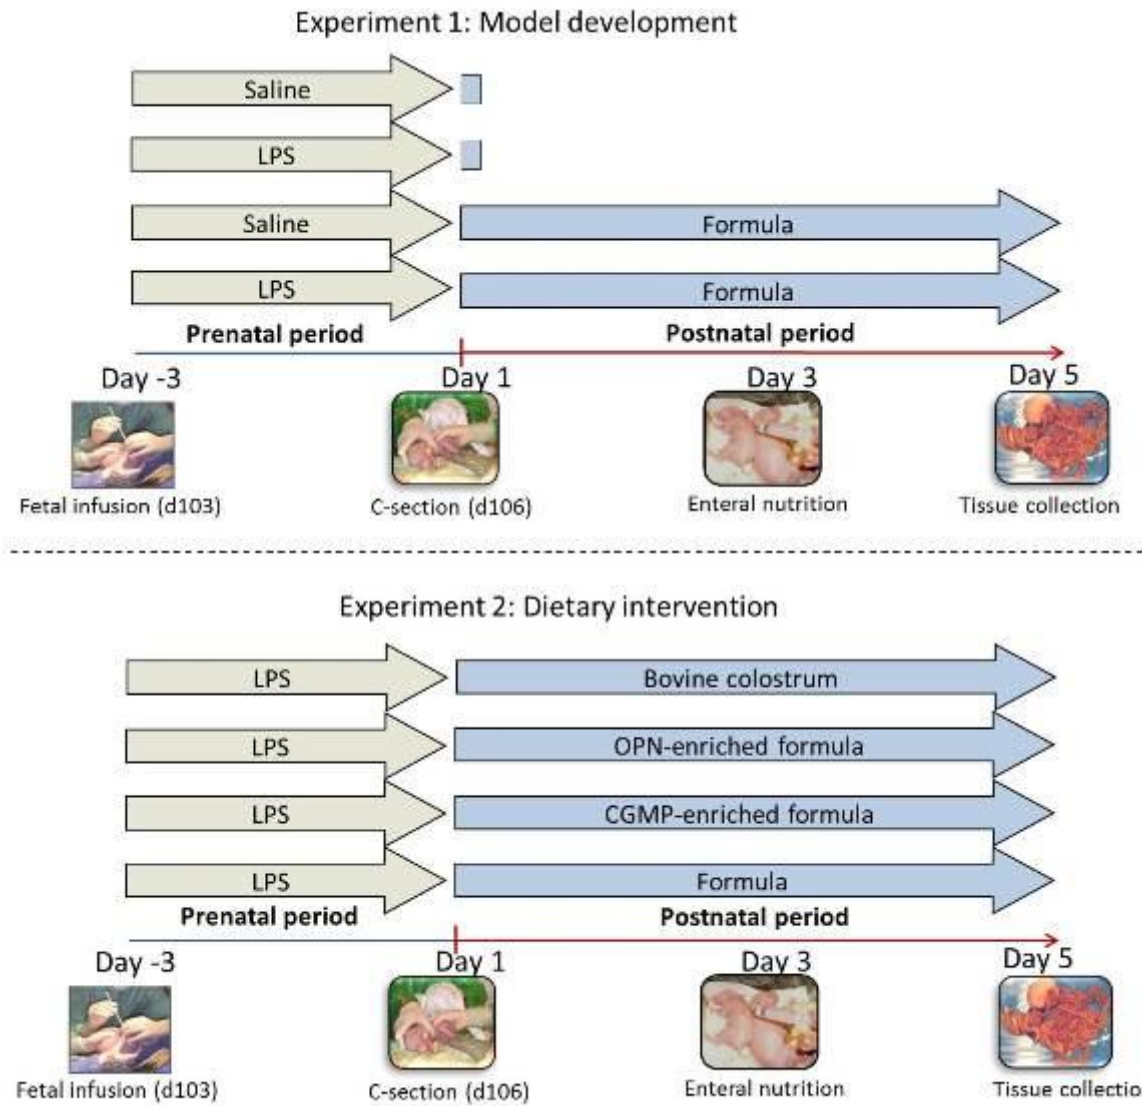 Experiment 1: Model development
Saline
LPS
Saline
Formula
LPS
Formula
Prenatal period
Postnatal period
Day -3
Day 1
Day 3
Day 5
Fetal infusion (d103)
C-section (d106)
Enteral nutrition
Tissue collection
Experiment 2: Dietary intervention
LPS
Bovine colostrum
LPS
OPN-enriched formula
LPS
CGMP-enriched formula
LPS
Formula
Prenatal period
Postnatal period
Day -3
Day 1
Day 3
Day 5
Fetal infusion (d103)
C-section (d106)
Enteral nutrition
Tissue collectio